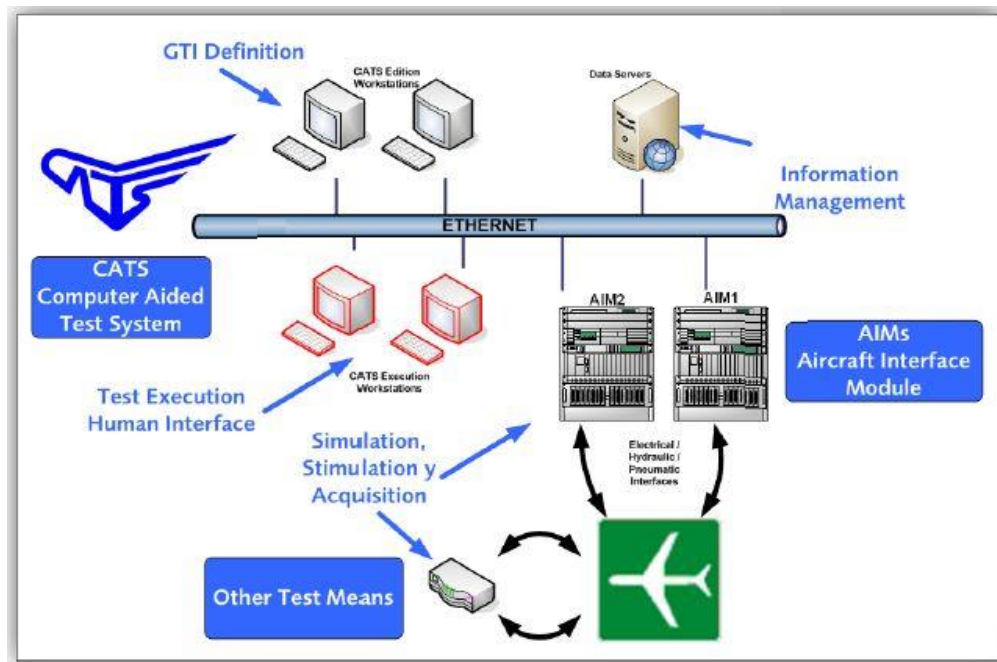 GTI Definition
CATS Edition
Workstations
Data Servers
Information
Management
ETHERNET
CATS
Computer Aided
Test System
AIM2
AIM1
AIMs
Aircraft Interface
Module
CATS Execution
Workstations
Test Execution
Human Interface
Simulation,
Stimulation y
Acquisition
Electrical /
Hydraulic /
Pneumatic
Interfaces
Other Test Means